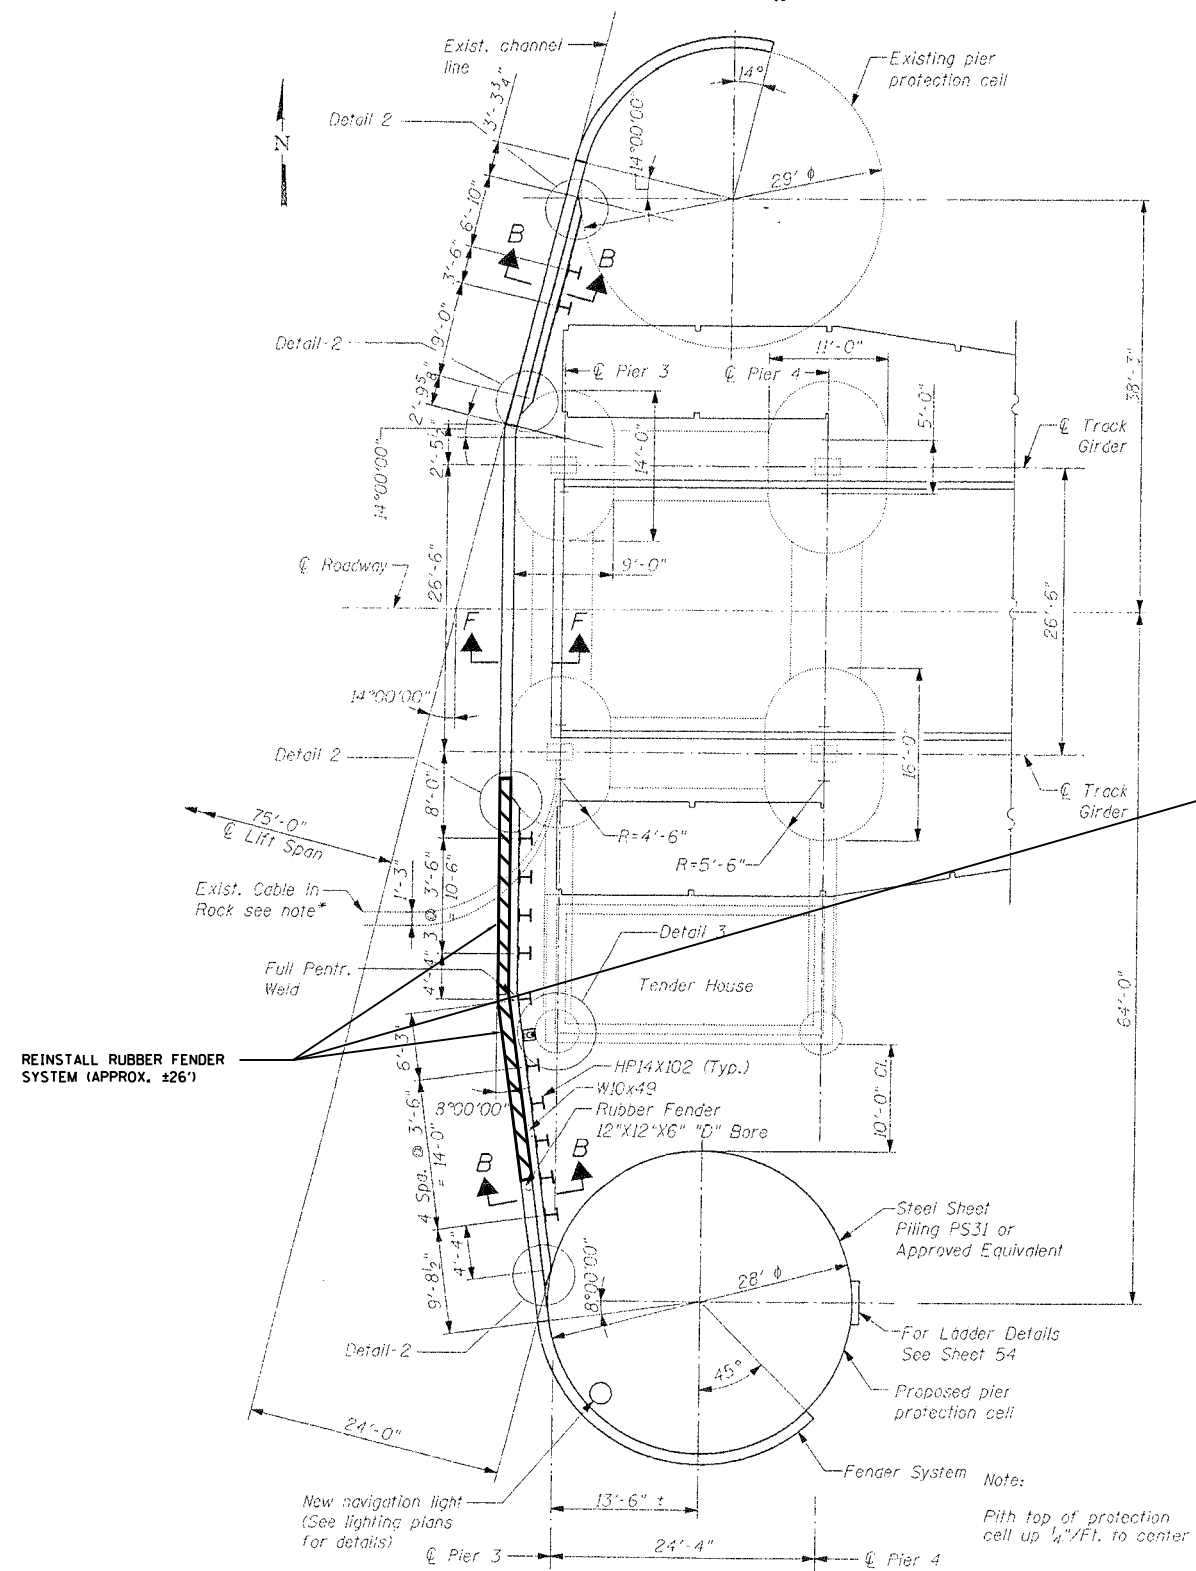 Exist. channel
line
Existing pier
protection cell
14°
3'-3¾"
Detail 2
14°00'00"
N
29' ϕ
6'-10"
B
B
3'-6"
9'-0"
Detail-2
11'-0"
℄ Pier 3
℄ Pier 4
38'-3"
2'-9⅝"
5'-0"
℄ Track
Girder
2'-5½"
14'-0"
14°00'00"
9'-0"
℄ Roadway
26'-6"
F
F
26'-6"
14°00'00"
Detail 2
16'-0"
8'-0"
℄ Track
Girder
75'-0"
℄ Lift Span
R=4'-6"
R=5'-6"
Exist. Cable in
Rock see note*
1'-3"
3 @ 3'-6"
= 10'-6"
Detail 3
4'-4"
Full Pentr.
Weld
Tender House
64'-0"
REINSTALL RUBBER FENDER
SYSTEM (APPROX. ±26')
6'-3"
HP14X102 (Typ.)
W10x49
8°00'00"
Rubber Fender
12"X12"X6" "D" Bore
10'-0" Cl.
4 Spa. @ 3'-6"
= 14'-0"
B
B
Steel Sheet
Piling PS31 or
Approved Equivalent
4'-4"
9'-8½"
28' ϕ
8°00'00"
Detail-2
For Ladder Details
See Sheet 54
45°
Proposed pier
protection cell
24'-0"
Fender System
Note:
New navigation light
(See lighting plans
for details)
13'-6" ±
Pith top of protection
cell up ¼"/Ft. to center
24'-4"
℄ Pier 3
℄ Pier 4